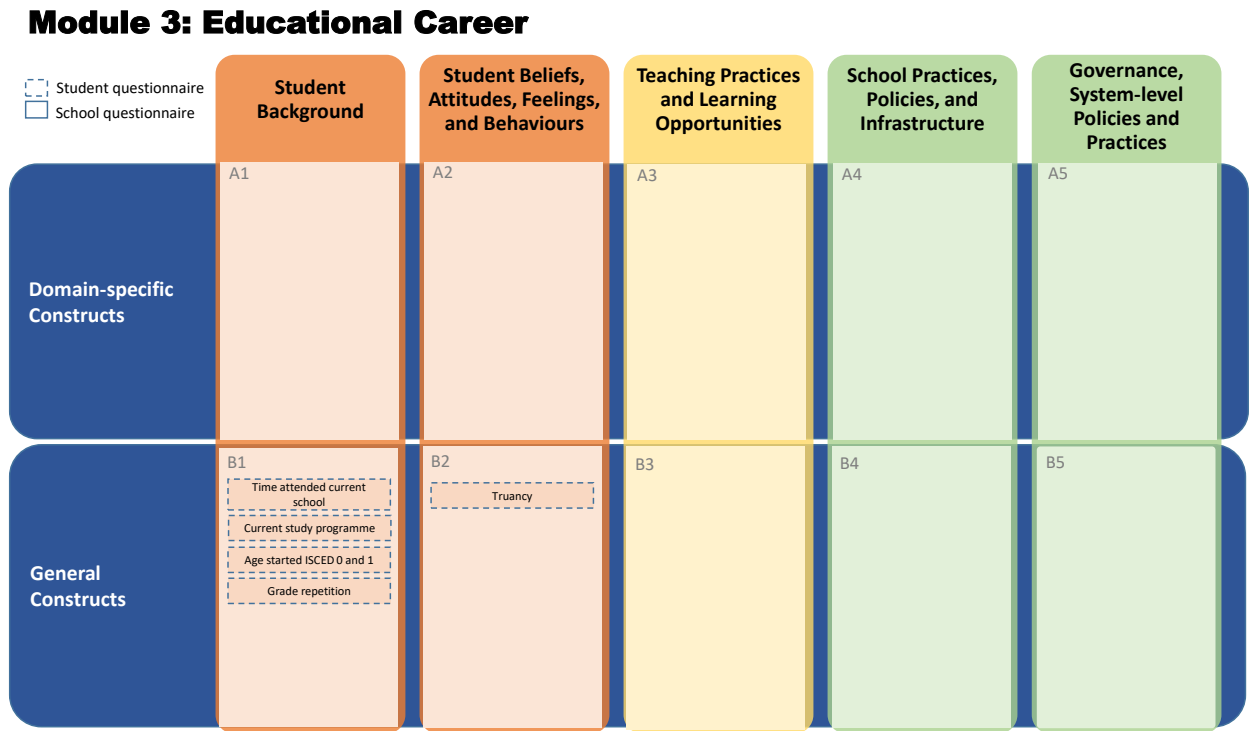 Module 3: Educational Career
Student questionnaire
School questionnaire
Student
Background
Student Beliefs,
Attitudes, Feelings,
and Behaviours
Teaching Practices
and Learning
Opportunities
School Practices,
Policies, and
Infrastructure
Governance,
System-level
Policies and
Practices
Domain-specific
Constructs
A1
A2
A3
A4
A5
General
Constructs
B1
Time attended current
school
Current study programme
Age started ISCED 0 and 1
Grade repetition
B2
Truancy
B3
B4
B5